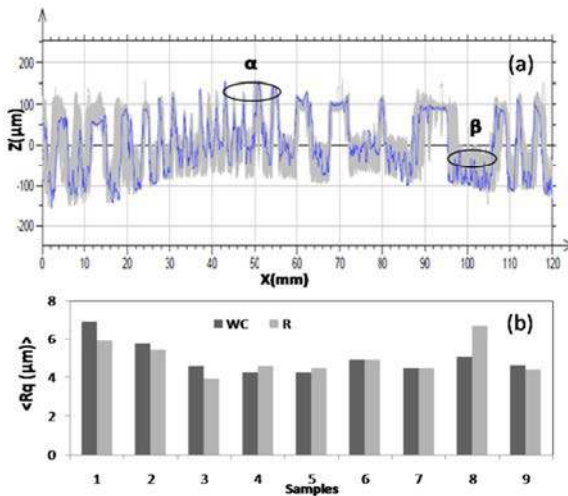 (a)
α
β
Z(µm)
200
100
0
-100
-200
0 10 20 30 40 50 60 70 80 90 100 110 120
X(mm)
(b)
WC R
<Rq (µm)>
8
6
4
2
0
1 2 3 4 5 6 7 8 9
Samples